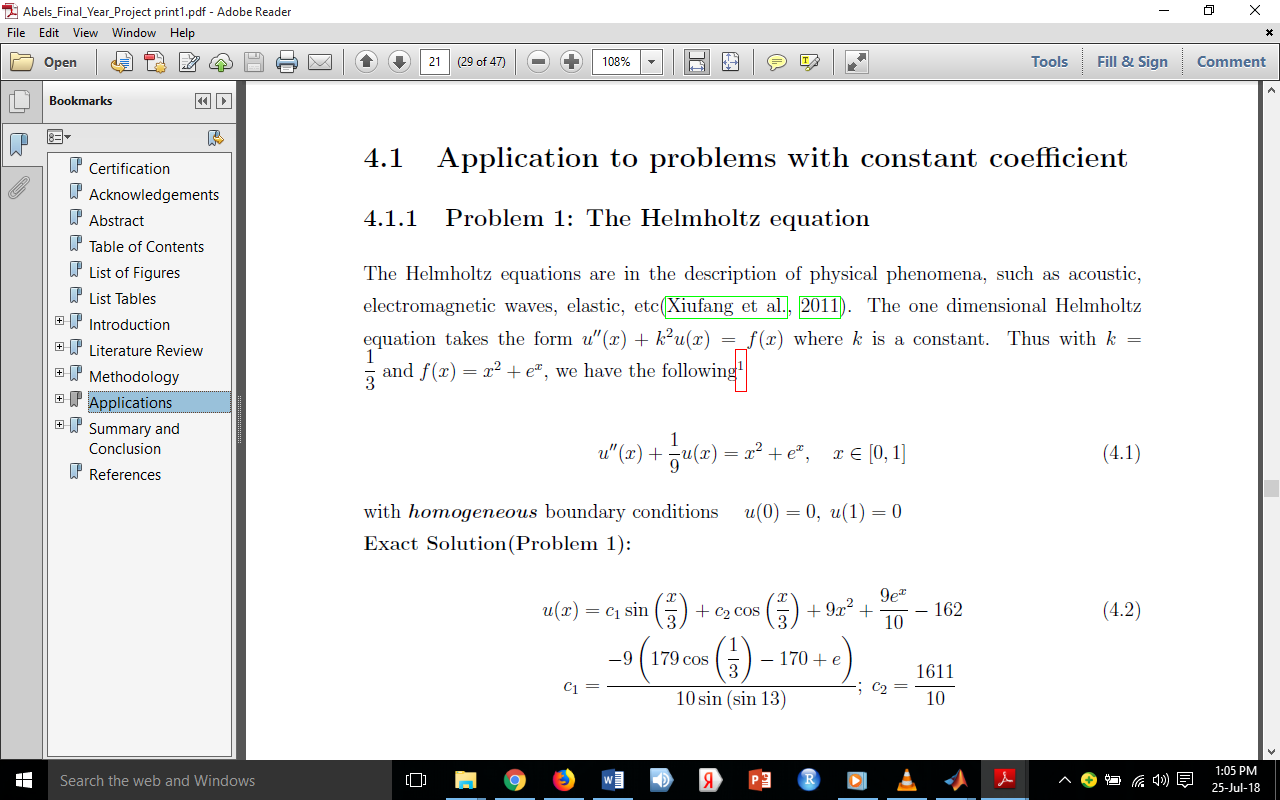 Abels_Final_Year_Project print1.pdf - Adobe Reader
File Edit View Window Help
Open 21 (29 of 47) 108% Tools Fill & Sign Comment
Bookmarks
Certification
Acknowledgements
Abstract
Table of Contents
List of Figures
List Tables
Introduction
Literature Review
Methodology
Applications
Summary and
Conclusion
References
4.1 Application to problems with constant coefficient
4.1.1 Problem 1: The Helmholtz equation
The Helmholtz equations are in the description of physical phenomena, such as acoustic,
electromagnetic waves, elastic, etc(Xiufang et al., 2011). The one dimensional Helmholtz
equation takes the form u″(x) + k²u(x) = f(x) where k is a constant. Thus with k =
1/3 and f(x) = x² + eˣ, we have the following¹
u″(x) + 1/9 u(x) = x² + eˣ, x ∈ [0, 1] (4.1)
with homogeneous boundary conditions u(0) = 0, u(1) = 0
Exact Solution(Problem 1):
u(x) = c₁ sin (x/3) + c₂ cos (x/3) + 9x² + 9eˣ/10 − 162 (4.2)
c₁ = −9 (179 cos (1/3) − 170 + e) / 10 sin (sin 13) ; c₂ = 1611/10
Search the web and Windows
1:05 PM
25-Jul-18